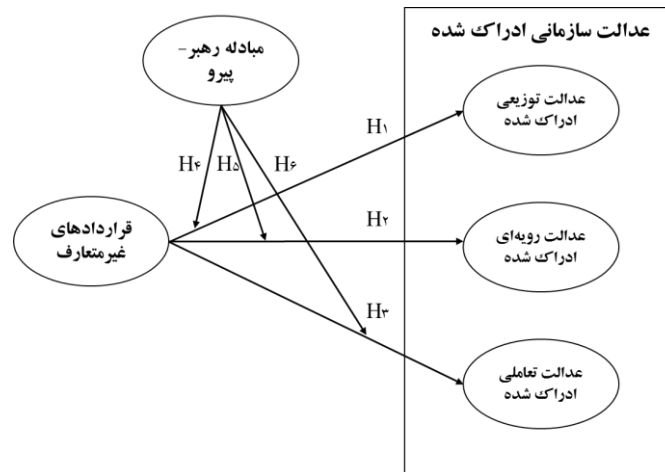 عدالت سازمانی ادراک شده
مبادله رهبر-
پیرو
عدالت توزیعی
ادراک شده
H۱
H۴
H۵
H۶
قراردادهای
غیرمتعارف
H۲
عدالت رویه‌ای
ادراک شده
H۳
عدالت تعاملی
ادراک شده